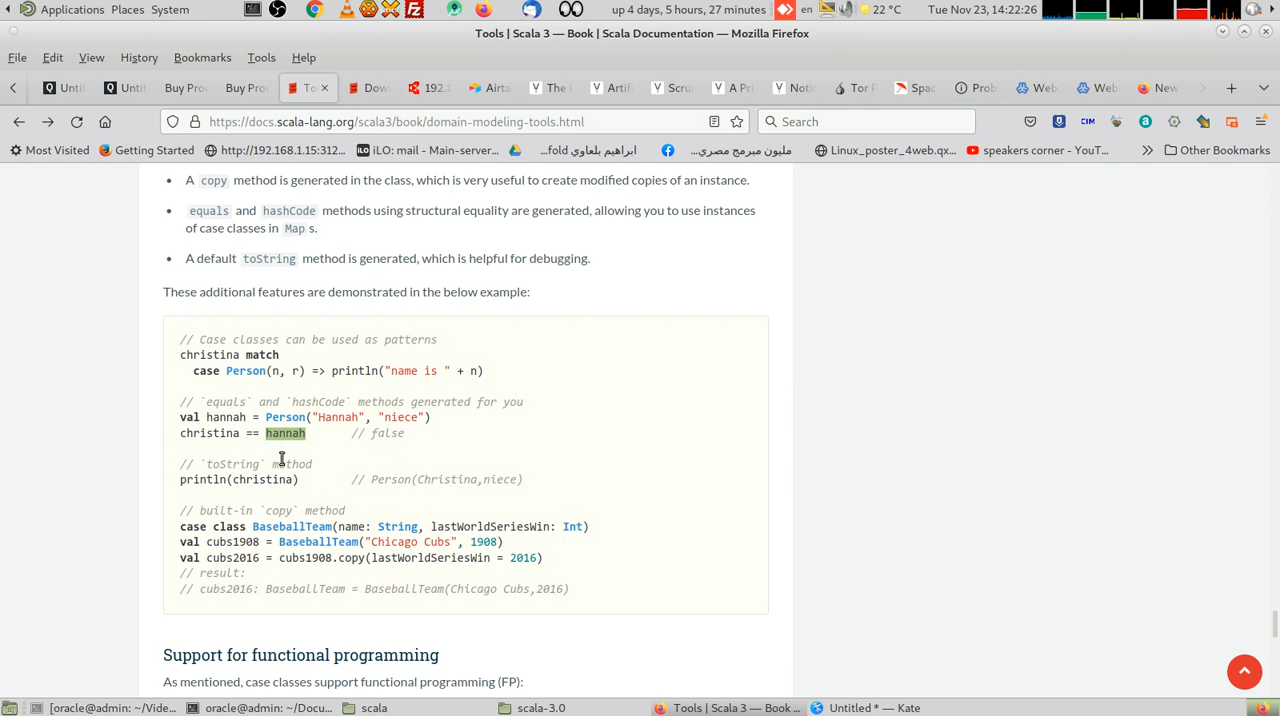 Applications Places System up 4 days, 5 hours, 27 minutes en 22 °C Tue Nov 23, 14:22:26
Tools | Scala 3 — Book | Scala Documentation — Mozilla Firefox
File Edit View History Bookmarks Tools Help
Unti Unti Buy Pro Buy Pro To Dow 192. Airta The Artifi Scru A Pri Noti Tor F Spac Prob Web Web New
https://docs.scala-lang.org/scala3/book/domain-modeling-tools.html Search CIM
Most Visited Getting Started http://192.168.1.15:312... iLO: mail - Main-server... ...fold ابراهيم بلعاوي ...مليون مبرمج مصري Linux_poster_4web.qx... speakers corner - YouT... Other Bookmarks
• A copy method is generated in the class, which is very useful to create modified copies of an instance.
• equals and hashCode methods using structural equality are generated, allowing you to use instances
of case classes in Map s.
• A default toString method is generated, which is helpful for debugging.
These additional features are demonstrated in the below example:
// Case classes can be used as patterns
christina match
case Person(n, r) => println("name is " + n)
// `equals` and `hashCode` methods generated for you
val hannah = Person("Hannah", "niece")
christina == hannah // false
// `toString` method
println(christina) // Person(Christina,niece)
// built-in `copy` method
case class BaseballTeam(name: String, lastWorldSeriesWin: Int)
val cubs1908 = BaseballTeam("Chicago Cubs", 1908)
val cubs2016 = cubs1908.copy(lastWorldSeriesWin = 2016)
// result:
// cubs2016: BaseballTeam = BaseballTeam(Chicago Cubs,2016)
Support for functional programming
As mentioned, case classes support functional programming (FP):
[oracle@admin: ~/Vide... oracle@admin: ~/Docu... scala scala-3.0 Tools | Scala 3 — Book ... Untitled * — Kate